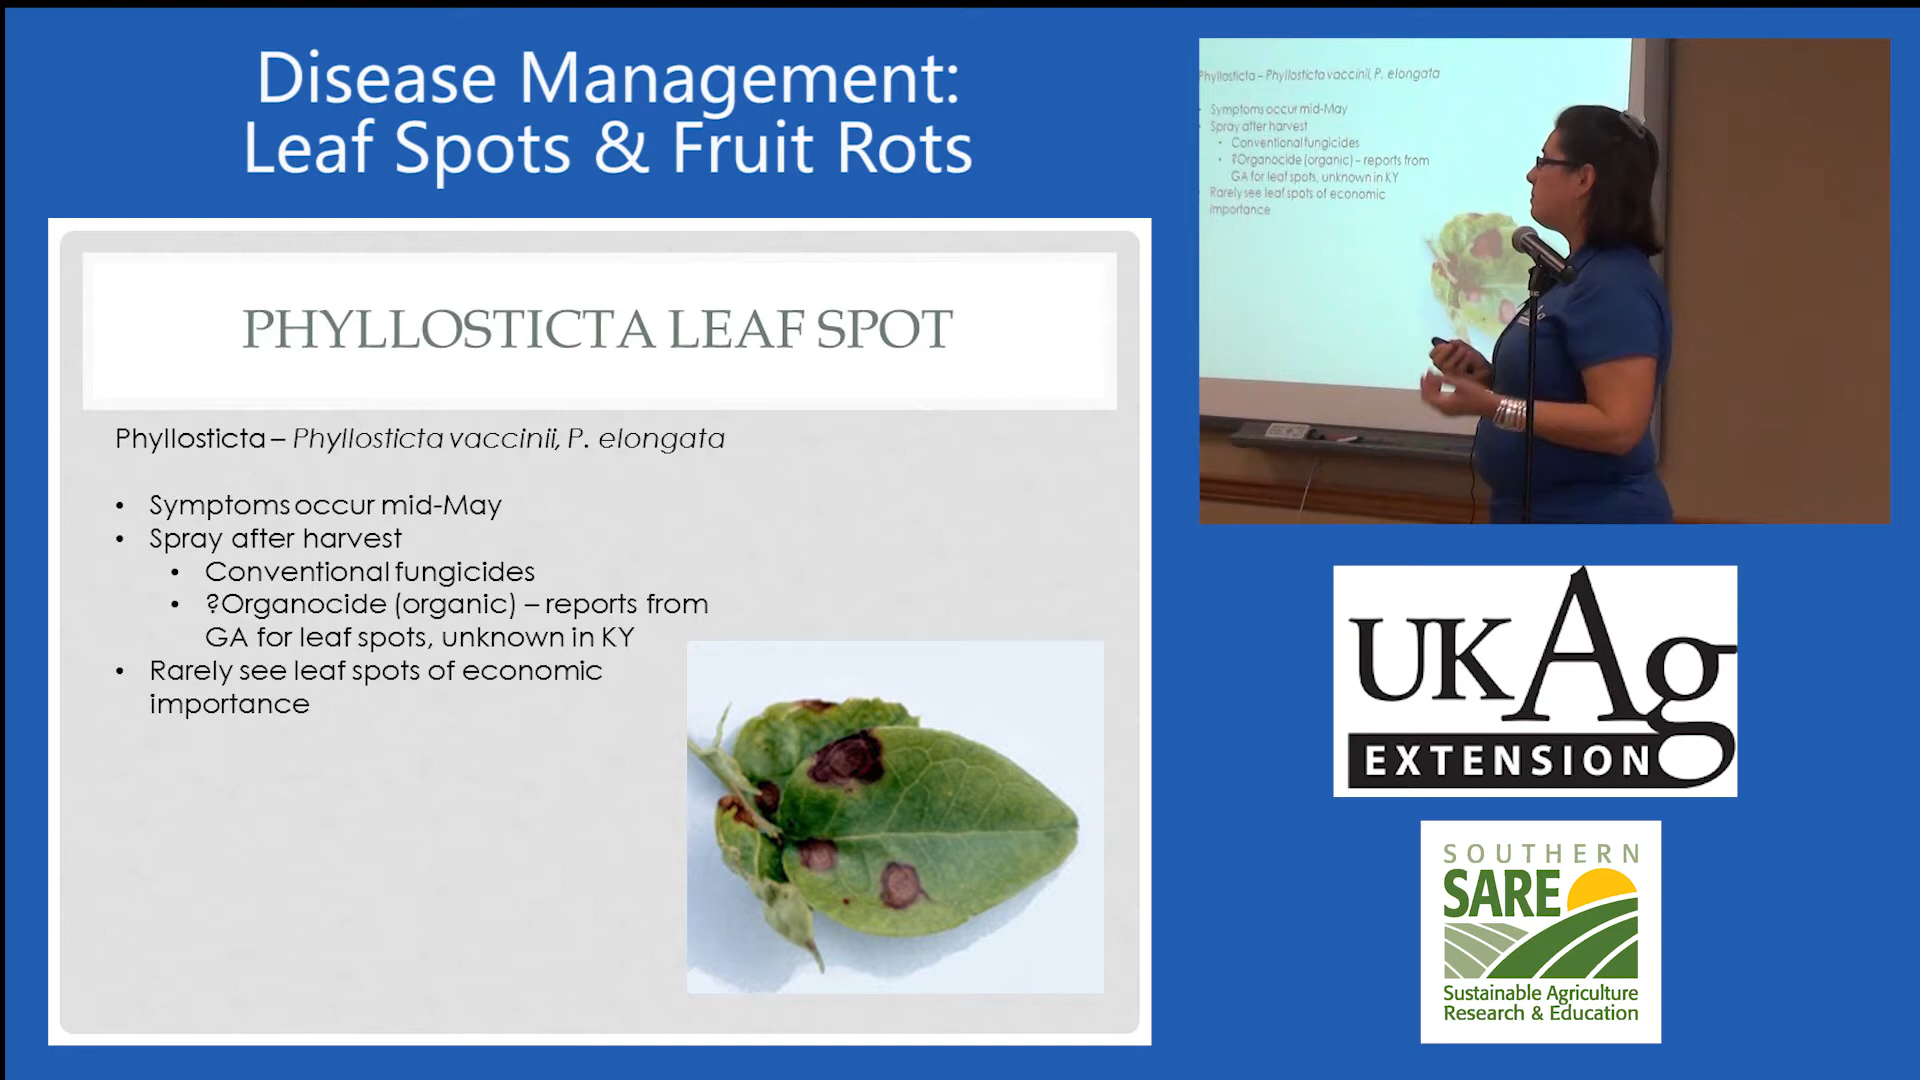 Disease Management:
Leaf Spots & Fruit Rots
PHYLLOSTICTA LEAF SPOT
Phyllosticta – Phyllosticta vaccinii, P. elongata
• Symptoms occur mid-May
• Spray after harvest
• Conventional fungicides
• ?Organocide (organic) – reports from
GA for leaf spots, unknown in KY
• Rarely see leaf spots of economic
importance
Phyllosticta – Phyllosticta vaccinii, P. elongata
Symptoms occur mid-May
Spray after harvest
• Conventional fungicides
• ?Organocide (organic) – reports from
GA for leaf spots, unknown in KY
Rarely see leaf spots of economic
importance
UKAg
EXTENSION
SOUTHERN
SARE
Sustainable Agriculture
Research & Education